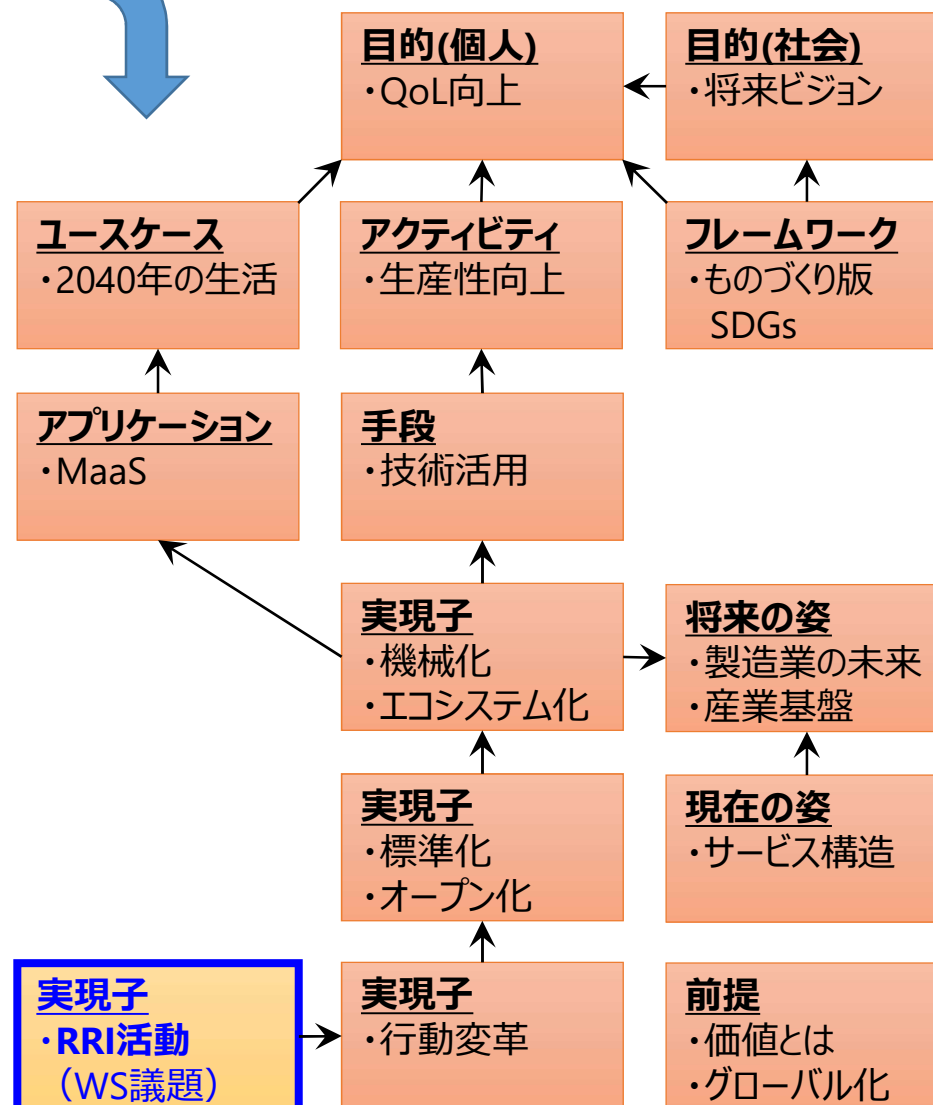 目的(個人)
・QoL向上
目的(社会)
・将来ビジョン
ユースケース
・2040年の生活
アクティビティ
・生産性向上
フレームワーク
・ものづくり版
SDGs
アプリケーション
・MaaS
手段
・技術活用
実現子
・機械化
・エコシステム化
将来の姿
・製造業の未来
・産業基盤
実現子
・標準化
・オープン化
現在の姿
・サービス構造
実現子
・RRI活動
（WS議題）
実現子
・行動変革
前提
・価値とは
・グローバル化